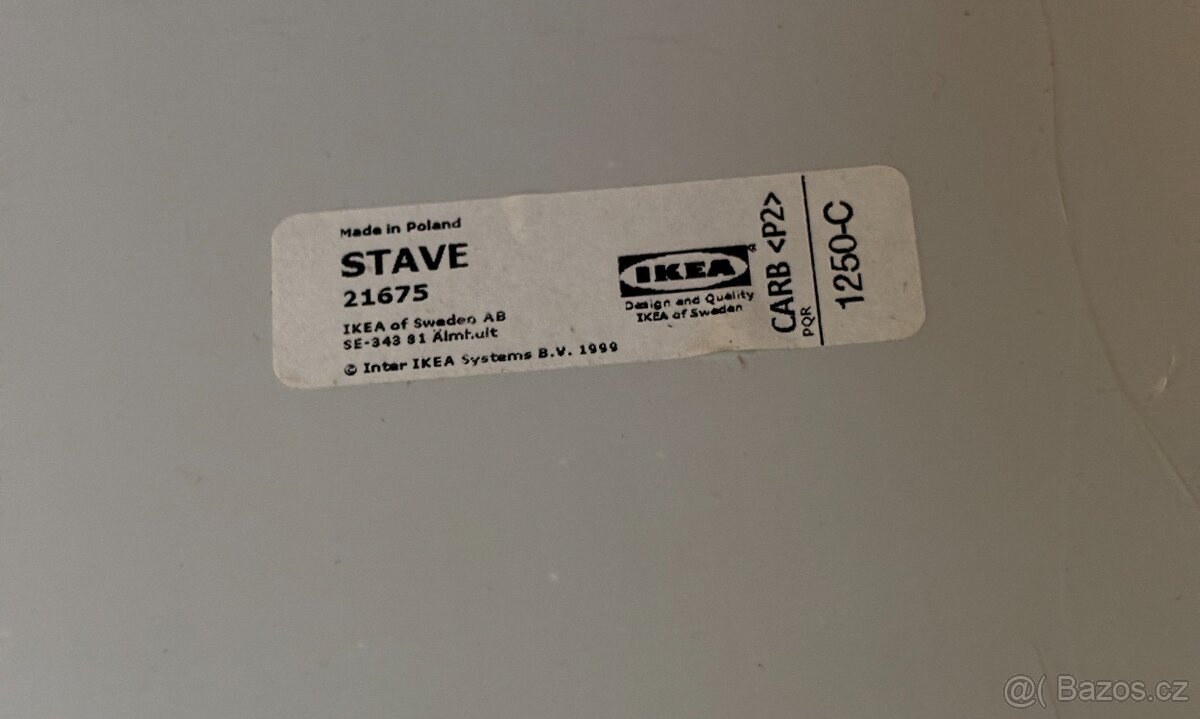 Made in Poland
STAVE
21675
IKEA of Sweden AB
SE-343 81 Älmhult
© Inter IKEA Systems B.V. 1999
IKEA®
Design and Quality
IKEA of Sweden
CARB <P2>
PQR
1250-C
@( Bazos.cz